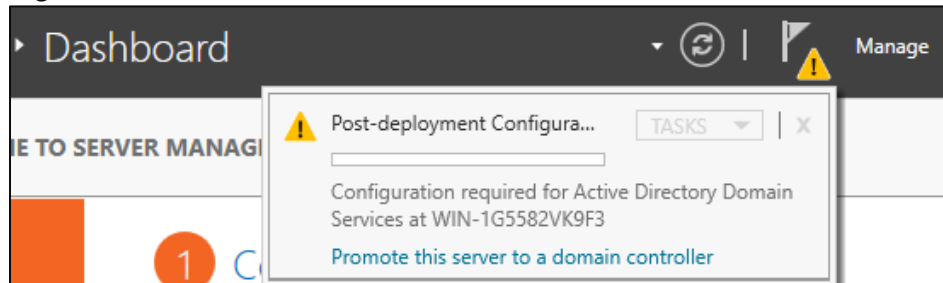 Dashboard
Manage
Post-deployment Configura...
TASKS
X
E TO SERVER MANAG
Configuration required for Active Directory Domain
Services at WIN-1G5582VK9F3
1
Promote this server to a domain controller